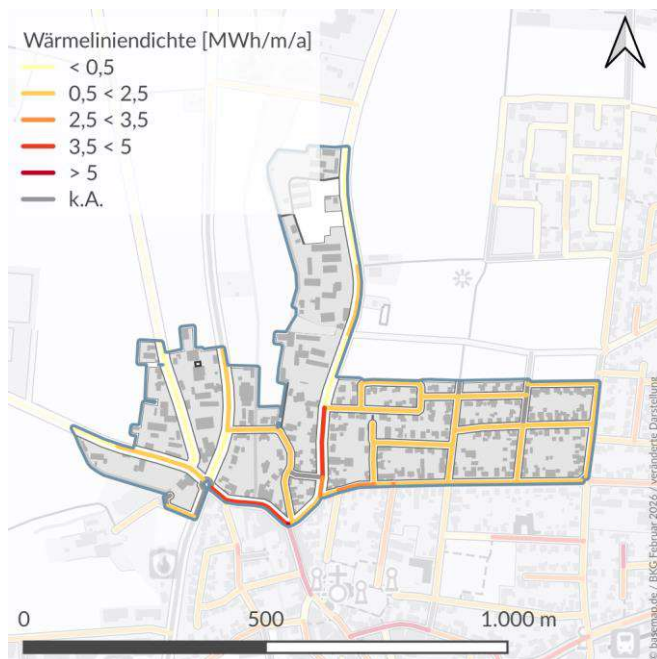 Wärmeliniendichte [MWh/m/a]
< 0,5
0,5 < 2,5
2,5 < 3,5
3,5 < 5
> 5
k.A.
0 500 1.000 m
© basemap.de / BKG Februar 2026 / veränderte Darstellung